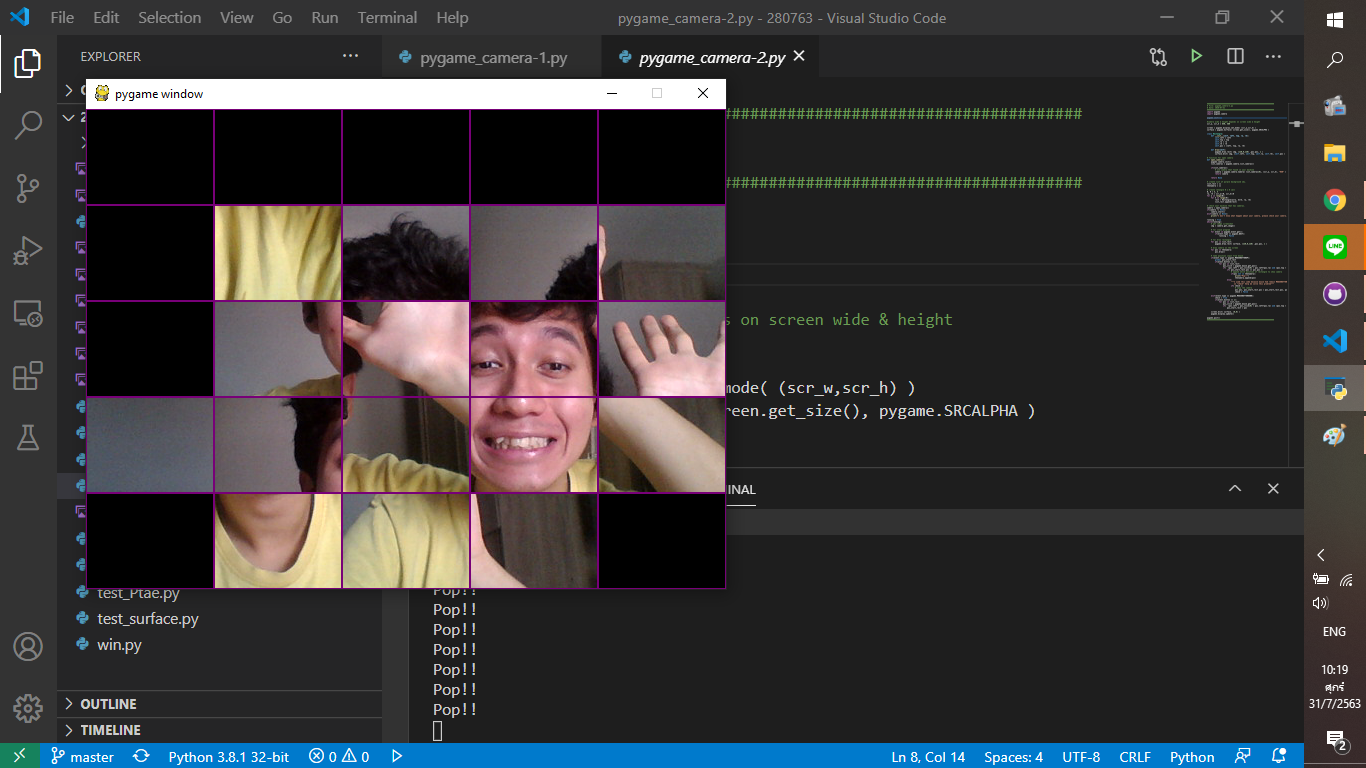 File Edit Selection View Go Run Terminal Help
pygame_camera-2.py - 280763 - Visual Studio Code
EXPLORER
pygame_camera-1.py
pygame_camera-2.py
pygame window
s on screen wide & height
mode( (scr_w,scr_h) )
reen.get_size(), pygame.SRCALPHA )
INAL
test_Ptae.py
test_surface.py
win.py
OUTLINE
TIMELINE
Pop!!
Pop!!
Pop!!
Pop!!
Pop!!
Pop!!
Pop!!
master
Python 3.8.1 32-bit
0 0
Ln 8, Col 14
Spaces: 4
UTF-8
CRLF
Python
LINE
ENG
10:19
ศุกร์
31/7/2563
2